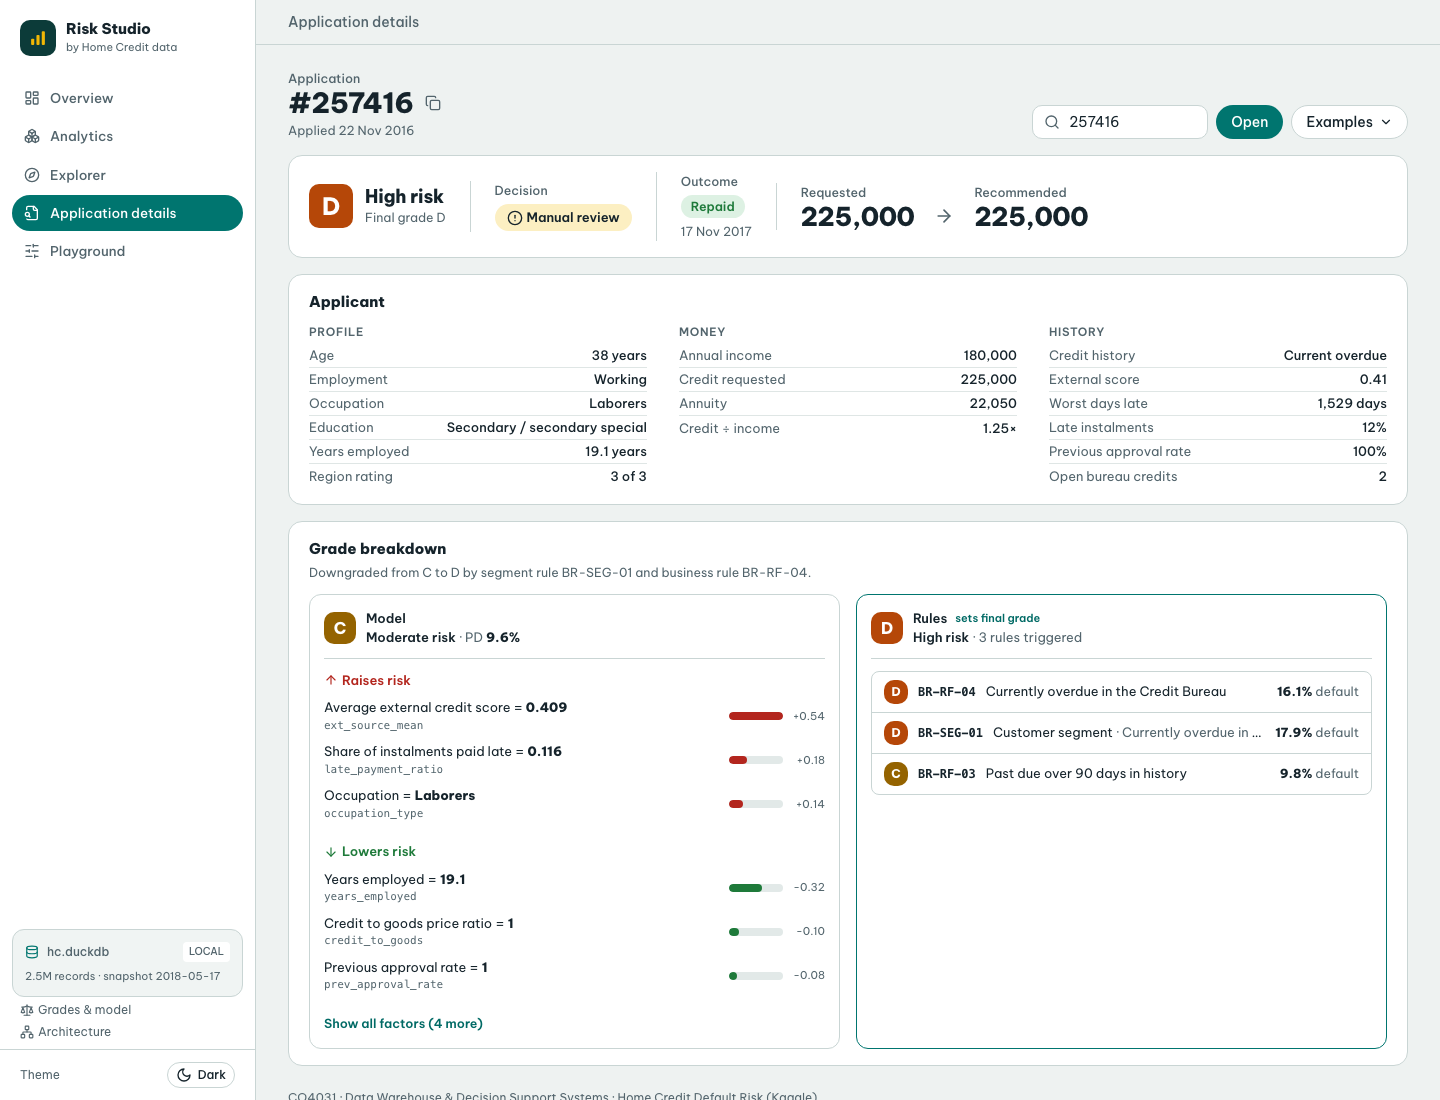 Risk Studio
by Home Credit data
Overview
Analytics
Explorer
Application details
Playground
hc.duckdb
LOCAL
2.5M records · snapshot 2018-05-17
Grades & model
Architecture
Theme
Dark
Application details
Application
#257416
Applied 22 Nov 2016
257416
Open
Examples
D
High risk
Final grade D
Decision
Manual review
Outcome
Repaid
17 Nov 2017
Requested
225,000
→
Recommended
225,000
Applicant
PROFILE
Age 38 years
Employment Working
Occupation Laborers
Education Secondary / secondary special
Years employed 19.1 years
Region rating 3 of 3
MONEY
Annual income 180,000
Credit requested 225,000
Annuity 22,050
Credit ÷ income 1.25×
HISTORY
Credit history Current overdue
External score 0.41
Worst days late 1,529 days
Late instalments 12%
Previous approval rate 100%
Open bureau credits 2
Grade breakdown
Downgraded from C to D by segment rule BR-SEG-01 and business rule BR-RF-04.
C
Model
Moderate risk · PD 9.6%
↑ Raises risk
Average external credit score = 0.409
ext_source_mean
+0.54
Share of instalments paid late = 0.116
late_payment_ratio
+0.18
Occupation = Laborers
occupation_type
+0.14
↓ Lowers risk
Years employed = 19.1
years_employed
−0.32
Credit to goods price ratio = 1
credit_to_goods
−0.10
Previous approval rate = 1
prev_approval_rate
−0.08
Show all factors (4 more)
D
Rules sets final grade
High risk · 3 rules triggered
D BR-RF-04 Currently overdue in the Credit Bureau 16.1% default
D BR-SEG-01 Customer segment · Currently overdue in … 17.9% default
C BR-RF-03 Past due over 90 days in history 9.8% default
CO4031 · Data Warehouse & Decision Support Systems · Home Credit Default Risk (Kaggle)